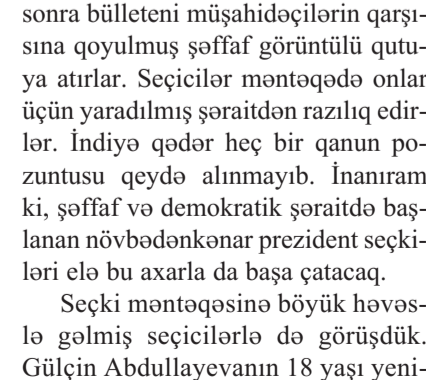 sonra bülleteni müşahidəçilərin qarşı-
sına qoyulmuş şəffaf görüntülü qutu-
ya atırlar. Seçicilər məntəqədə onlar
üçün yaradılmış şəraitdən razılıq edir-
lər. İndiyə qədər heç bir qanun po-
zuntusu qeydə alınmayıb. İnanıram
ki, şəffaf və demokratik şəraitdə baş-
lanan növbədənkənar prezident seçki-
ləri elə bu axarla da başa çatacaq.
Seçki məntəqəsinə böyük həvəs-
lə gəlmiş seçicilərlə də görüşdük.
Gülçin Abdullayevanın 18 yaşı yeni-